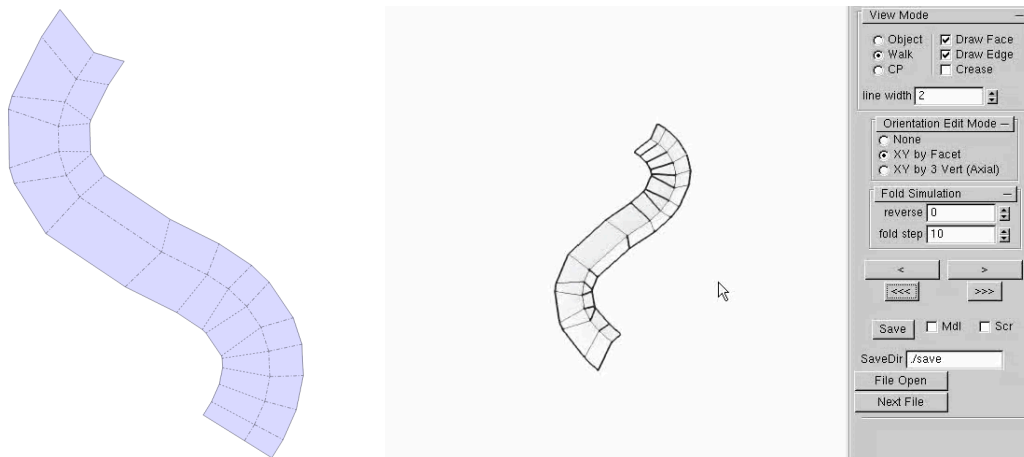 View Mode
Object
Draw Face
Walk
Draw Edge
CP
Crease
line width 2
Orientation Edit Mode
None
XY by Facet
XY by 3 Vert (Axial)
Fold Simulation
reverse 0
fold step 10
< >
<<< >>>
Save Mdl Scr
SaveDir ./save
File Open
Next File